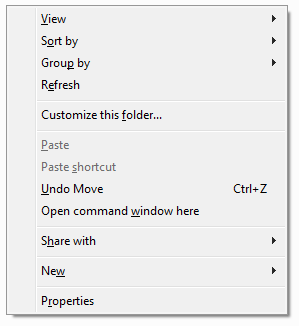 View
Sort by
Group by
Refresh
Customize this folder...
Paste
Paste shortcut
Undo Move Ctrl+Z
Open command window here
Share with
New
Properties